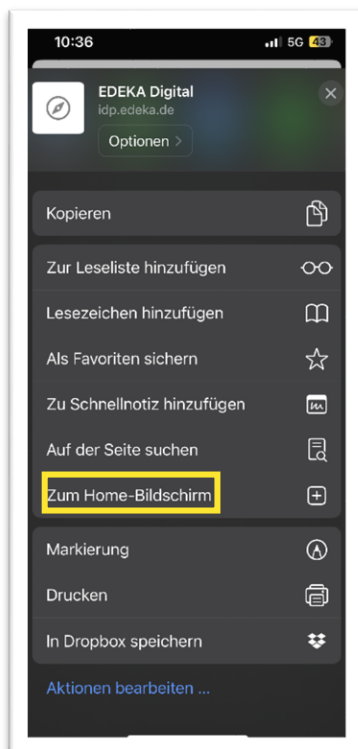 10:36 5G 43
EDEKA Digital
idp.edeka.de
Optionen >
Kopieren
Zur Leseliste hinzufügen
Lesezeichen hinzufügen
Als Favoriten sichern
Zu Schnellnotiz hinzufügen
Auf der Seite suchen
Zum Home-Bildschirm
Markierung
Drucken
In Dropbox speichern
Aktionen bearbeiten ...